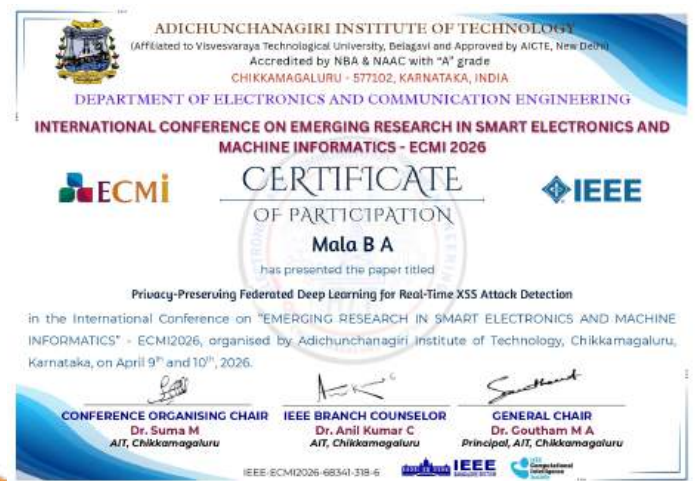 ADICHUNCHANAGIRI INSTITUTE OF TECHNOLOGY
(Affiliated to Visvesvaraya Technological University, Belagavi and Approved by AICTE, New Delhi)
Accredited by NBA & NAAC with "A" grade
CHIKKAMAGALURU - 577102, KARNATAKA, INDIA
DEPARTMENT OF ELECTRONICS AND COMMUNICATION ENGINEERING
INTERNATIONAL CONFERENCE ON EMERGING RESEARCH IN SMART ELECTRONICS AND
MACHINE INFORMATICS - ECMI 2026
ECMi
CERTIFICATE
IEEE
OF PARTICIPATION
Mala B A
has presented the paper titled
Privacy-Preserving Federated Deep Learning for Real-Time XSS Attack Detection
in the International Conference on "EMERGING RESEARCH IN SMART ELECTRONICS AND MACHINE
INFORMATICS" - ECMI2026, organised by Adichunchanagiri Institute of Technology, Chikkamagaluru,
Karnataka, on April 9th and 10th, 2026.
CONFERENCE ORGANISING CHAIR IEEE BRANCH COUNSELOR GENERAL CHAIR
Dr. Suma M Dr. Anil Kumar C Dr. Goutham M A
AIT, Chikkamagaluru AIT, Chikkamagaluru Principal, AIT, Chikkamagaluru
IEEE-ECMI2026-68341-318-6
IEEE
Computational
Intelligence
Society